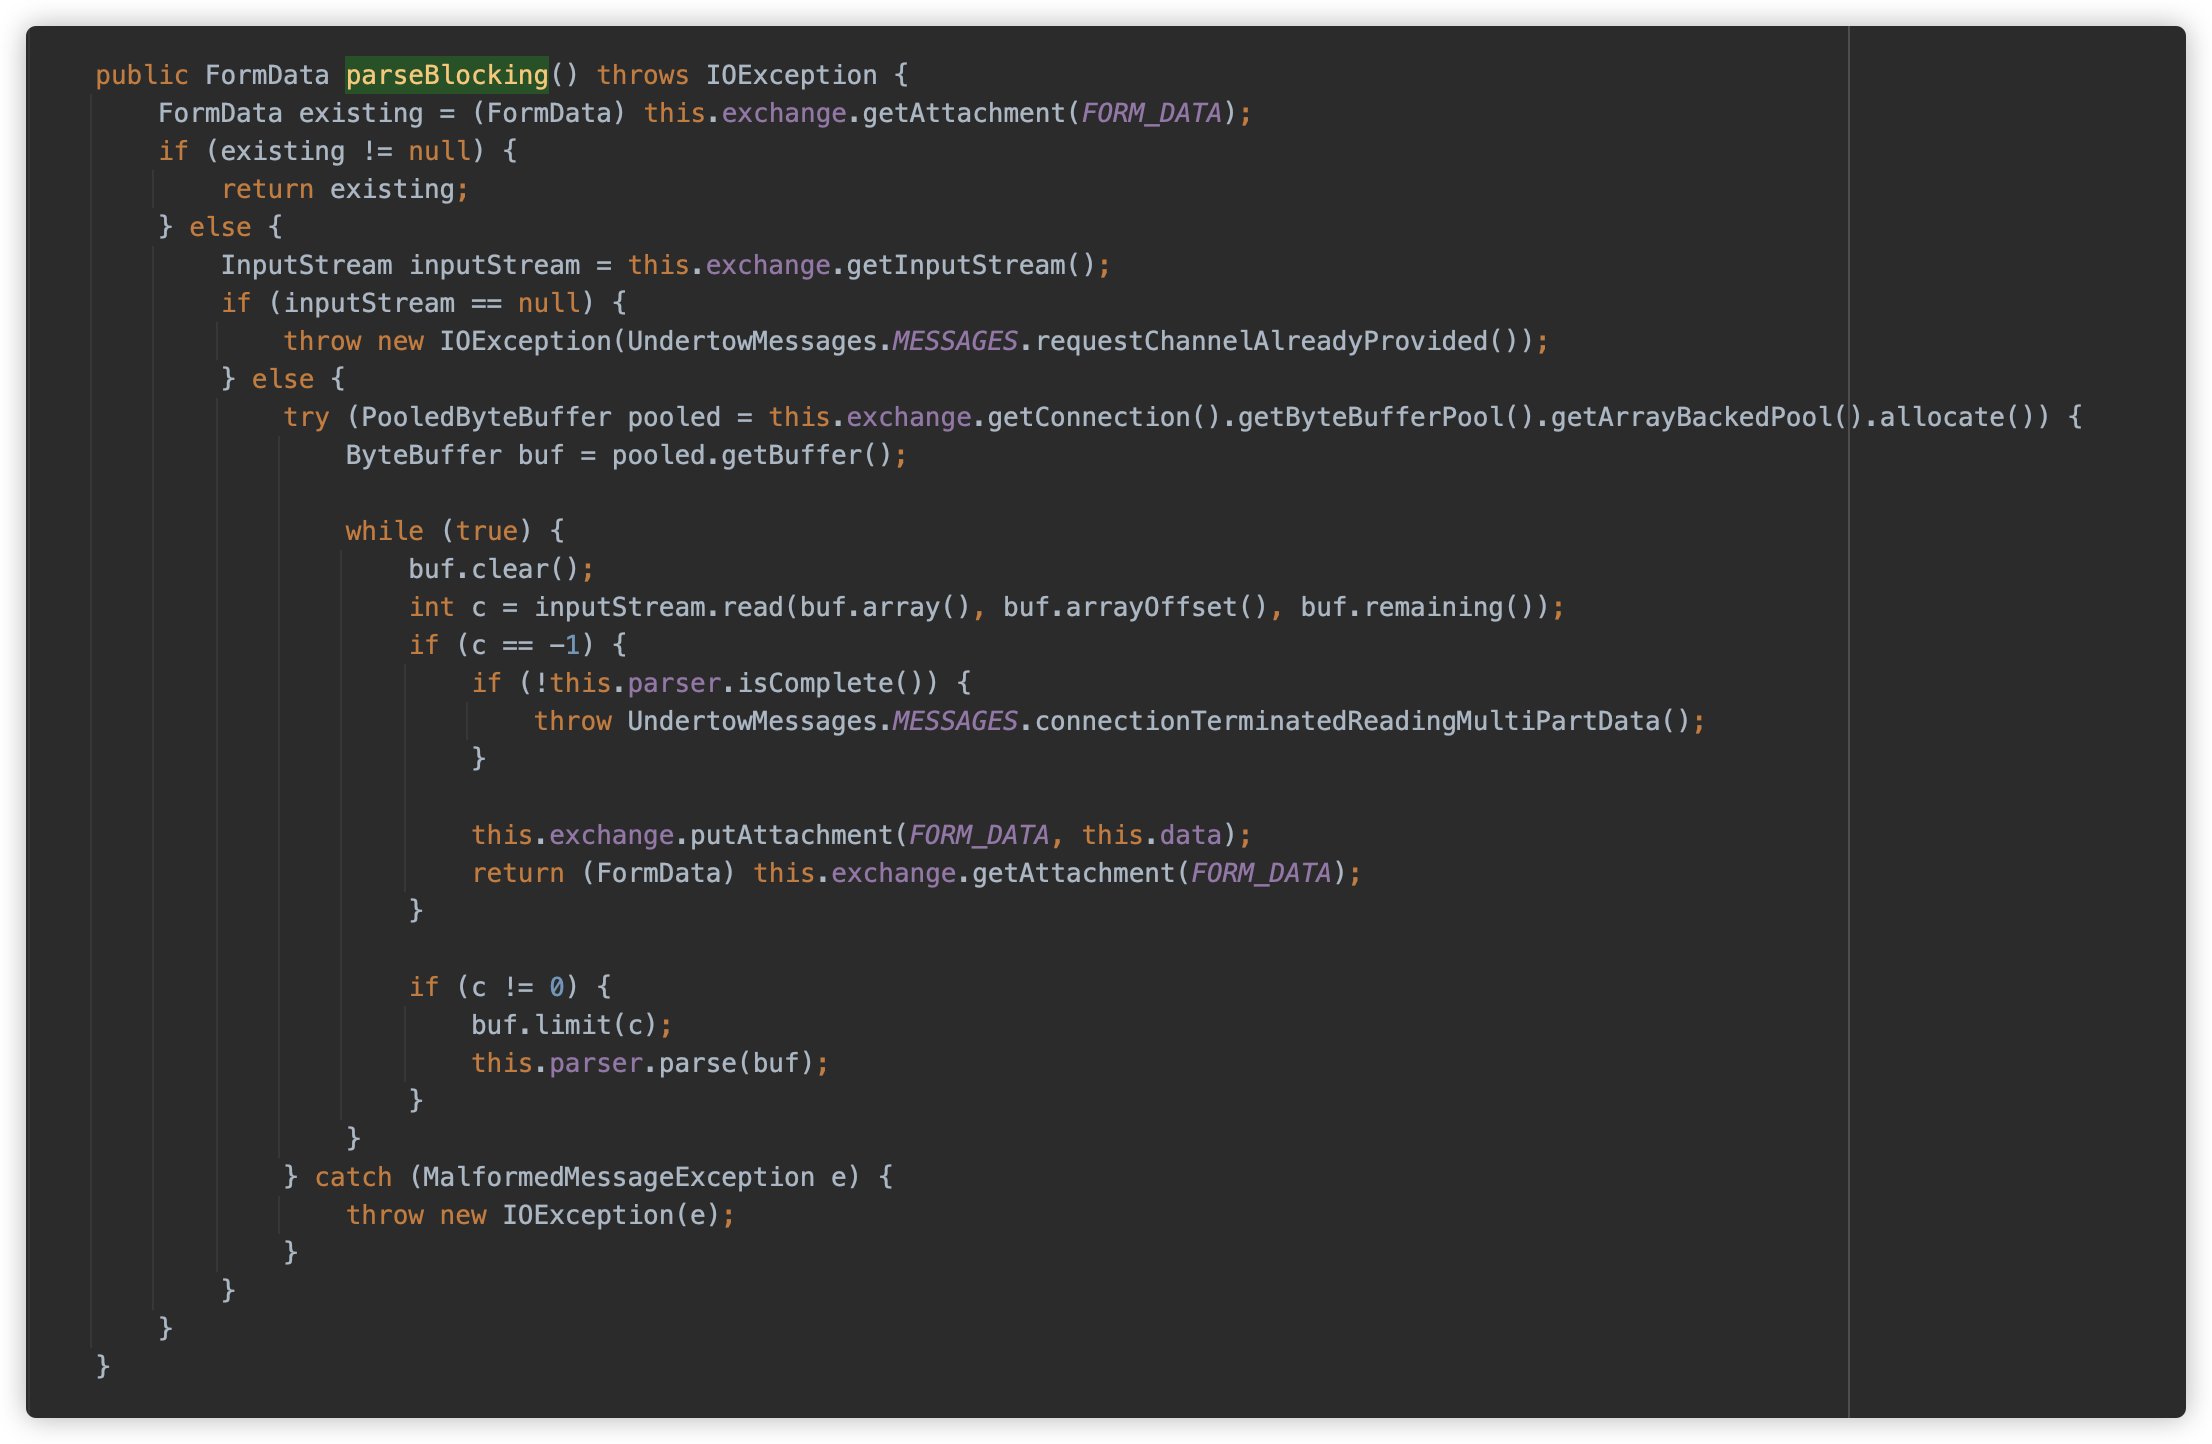 public FormData parseBlocking() throws IOException {
    FormData existing = (FormData) this.exchange.getAttachment(FORM_DATA);
    if (existing != null) {
        return existing;
    } else {
        InputStream inputStream = this.exchange.getInputStream();
        if (inputStream == null) {
            throw new IOException(UndertowMessages.MESSAGES.requestChannelAlreadyProvided());
        } else {
            try (PooledByteBuffer pooled = this.exchange.getConnection().getByteBufferPool().getArrayBackedPool().allocate()) {
                ByteBuffer buf = pooled.getBuffer();

                while (true) {
                    buf.clear();
                    int c = inputStream.read(buf.array(), buf.arrayOffset(), buf.remaining());
                    if (c == -1) {
                        if (!this.parser.isComplete()) {
                            throw UndertowMessages.MESSAGES.connectionTerminatedReadingMultiPartData();
                        }

                        this.exchange.putAttachment(FORM_DATA, this.data);
                        return (FormData) this.exchange.getAttachment(FORM_DATA);
                    }

                    if (c != 0) {
                        buf.limit(c);
                        this.parser.parse(buf);
                    }
                }
            } catch (MalformedMessageException e) {
                throw new IOException(e);
            }
        }
    }
}